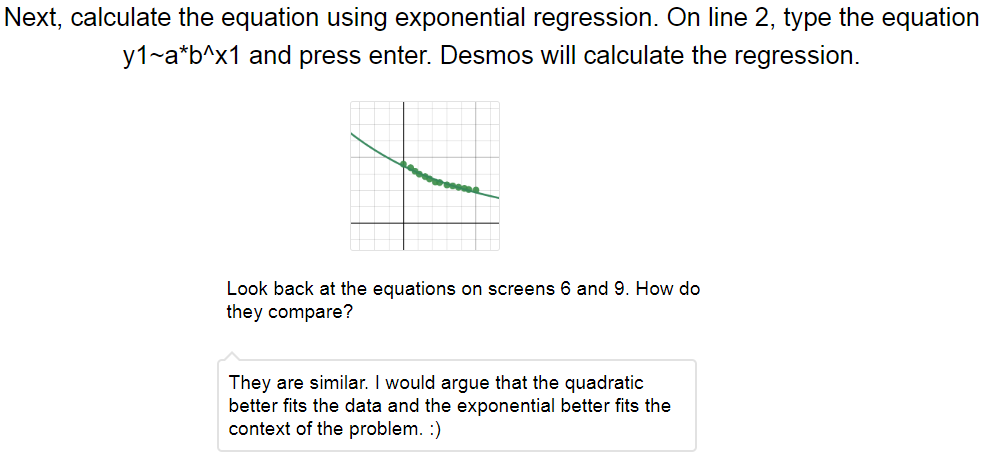 Next, calculate the equation using exponential regression. On line 2, type the equation
y1~a*b^x1 and press enter. Desmos will calculate the regression.
Look back at the equations on screens 6 and 9. How do
they compare?
They are similar. I would argue that the quadratic
better fits the data and the exponential better fits the
context of the problem. :)